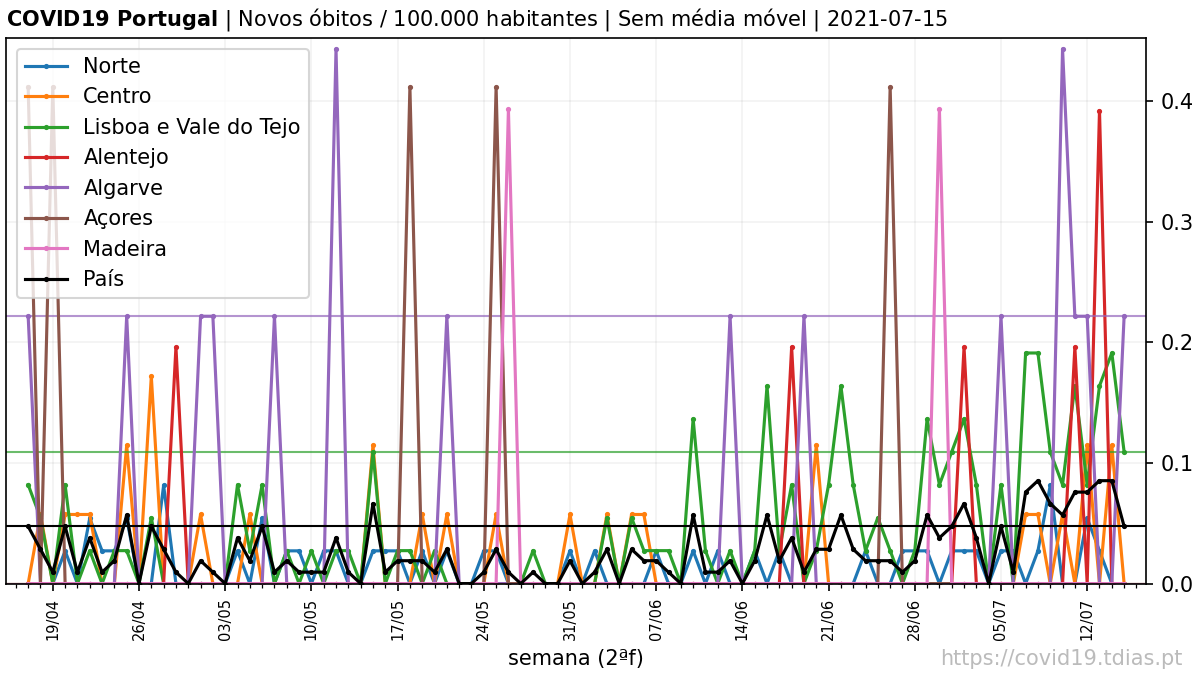 COVID19 Portugal | Novos óbitos / 100.000 habitantes | Sem média móvel | 2021-07-15
Norte
Centro
Lisboa e Vale do Tejo
Alentejo
Algarve
Açores
Madeira
País
0.4
0.3
0.2
0.1
0.0
19/04
26/04
03/05
10/05
17/05
24/05
31/05
07/06
14/06
21/06
28/06
05/07
12/07
semana (2ªf)
https://covid19.tdias.pt